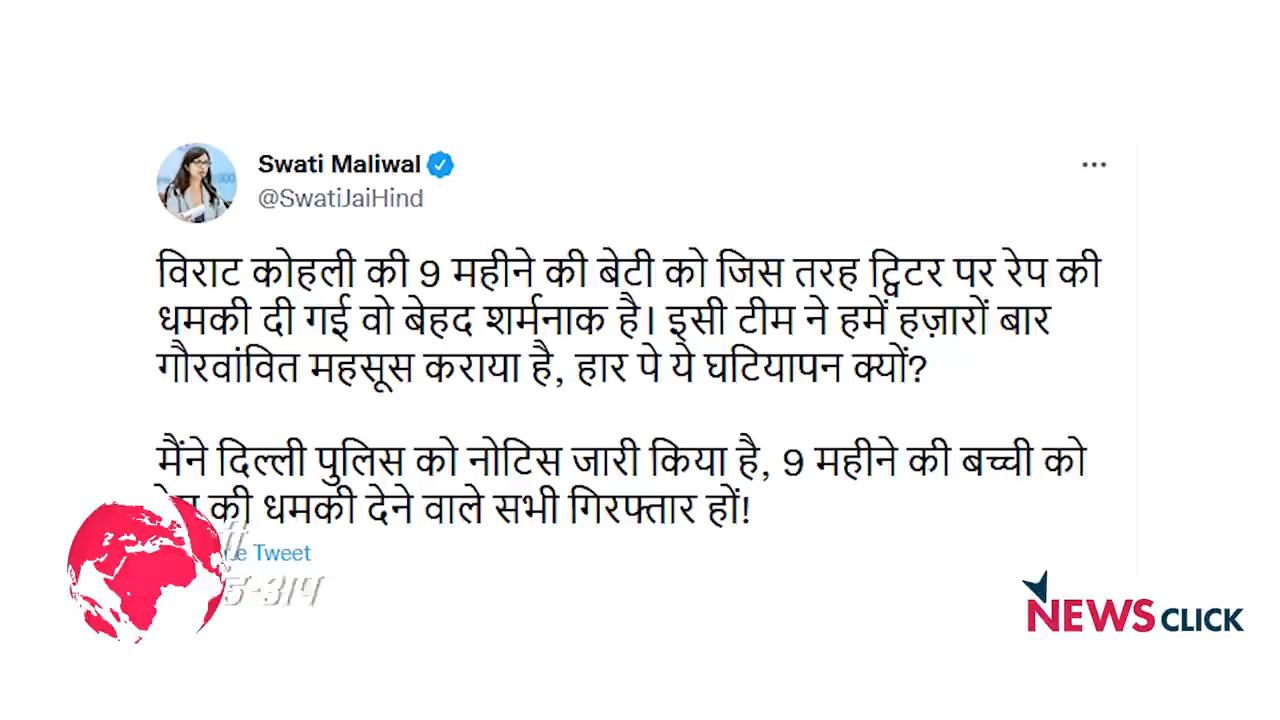 Swati Maliwal
@SwatiJaiHind
विराट कोहली की 9 महीने की बेटी को जिस तरह ट्विटर पर रेप की
धमकी दी गई वो बेहद शर्मनाक है। इसी टीम ने हमें हज़ारों बार
गौरवांवित महसूस कराया है, हार पे ये घटियापन क्यों?
मैंने दिल्ली पुलिस को नोटिस जारी किया है, 9 महीने की बच्ची को
की धमकी देने वाले सभी गिरफ्तार हों!
Tweet
NEWSCLICK